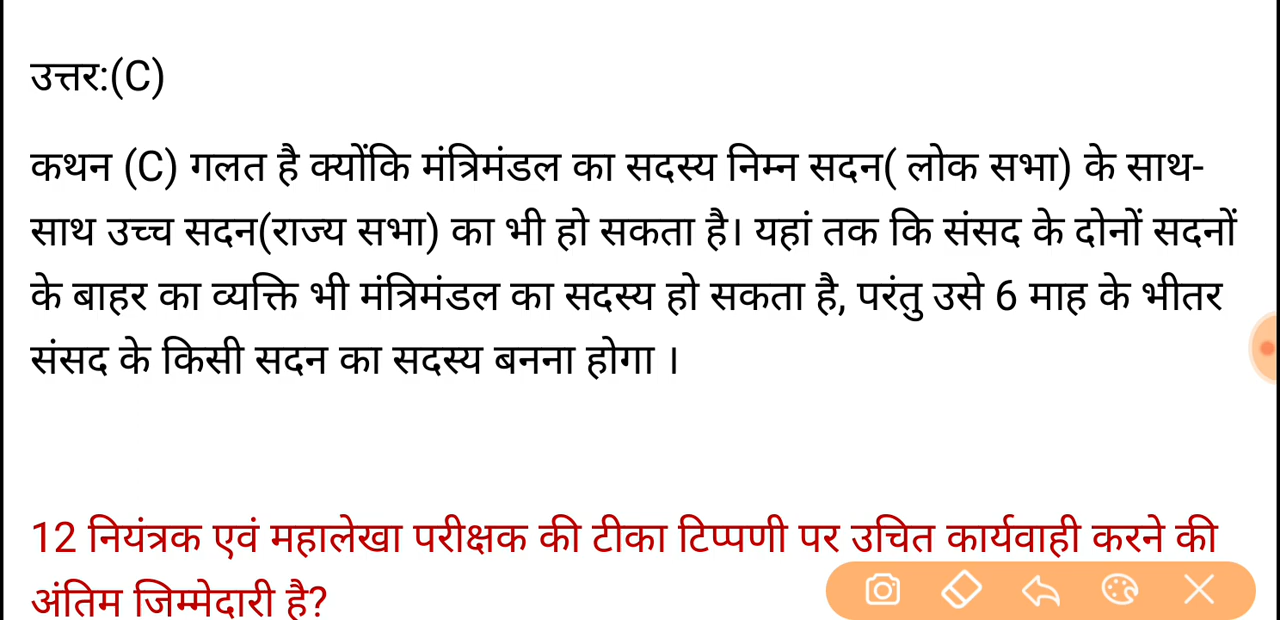 उत्तर:(C)
कथन (C) गलत है क्योंकि मंत्रिमंडल का सदस्य निम्न सदन( लोक सभा) के साथ-
साथ उच्च सदन(राज्य सभा) का भी हो सकता है। यहां तक कि संसद के दोनों सदनों
के बाहर का व्यक्ति भी मंत्रिमंडल का सदस्य हो सकता है, परंतु उसे 6 माह के भीतर
संसद के किसी सदन का सदस्य बनना होगा ।
12 नियंत्रक एवं महालेखा परीक्षक की टीका टिप्पणी पर उचित कार्यवाही करने की
अंतिम जिम्मेदारी है?